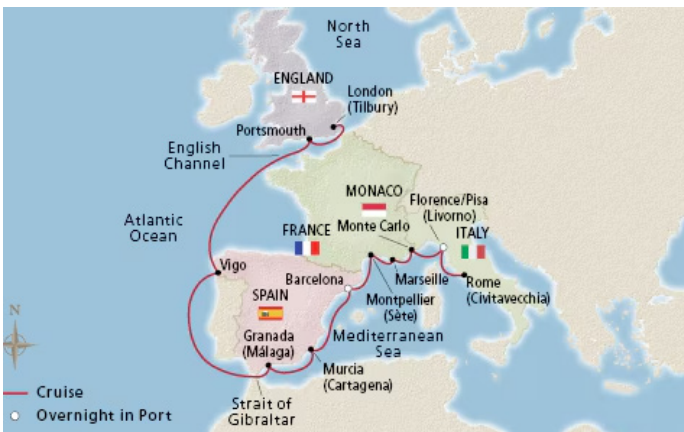 North
Sea
ENGLAND
London
(Tilbury)
Portsmouth
English
Channel
MONACO
Florence/Pisa
(Livorno)
Atlantic
Ocean
FRANCE
Monte Carlo
ITALY
Vigo
Barcelona
Marseille
Rome
(Civitavecchia)
SPAIN
Montpellier
(Sète)
Granada
(Málaga)
Mediterranean
Sea
Murcia
(Cartagena)
N
Cruise
Strait of
Gibraltar
Overnight in Port